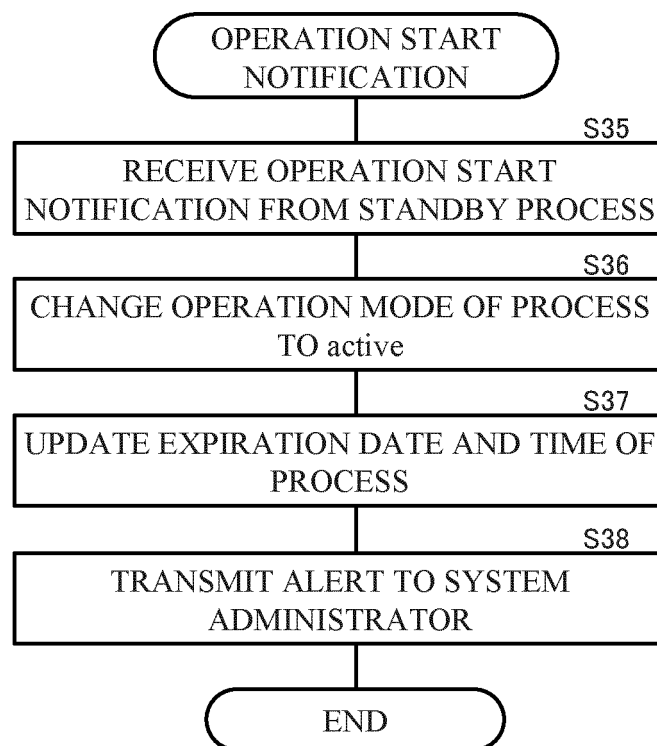 OPERATION START
NOTIFICATION
S35
RECEIVE OPERATION START
NOTIFICATION FROM STANDBY PROCESS
S36
CHANGE OPERATION MODE OF PROCESS
TO active
S37
UPDATE EXPIRATION DATE AND TIME OF
PROCESS
S38
TRANSMIT ALERT TO SYSTEM
ADMINISTRATOR
END